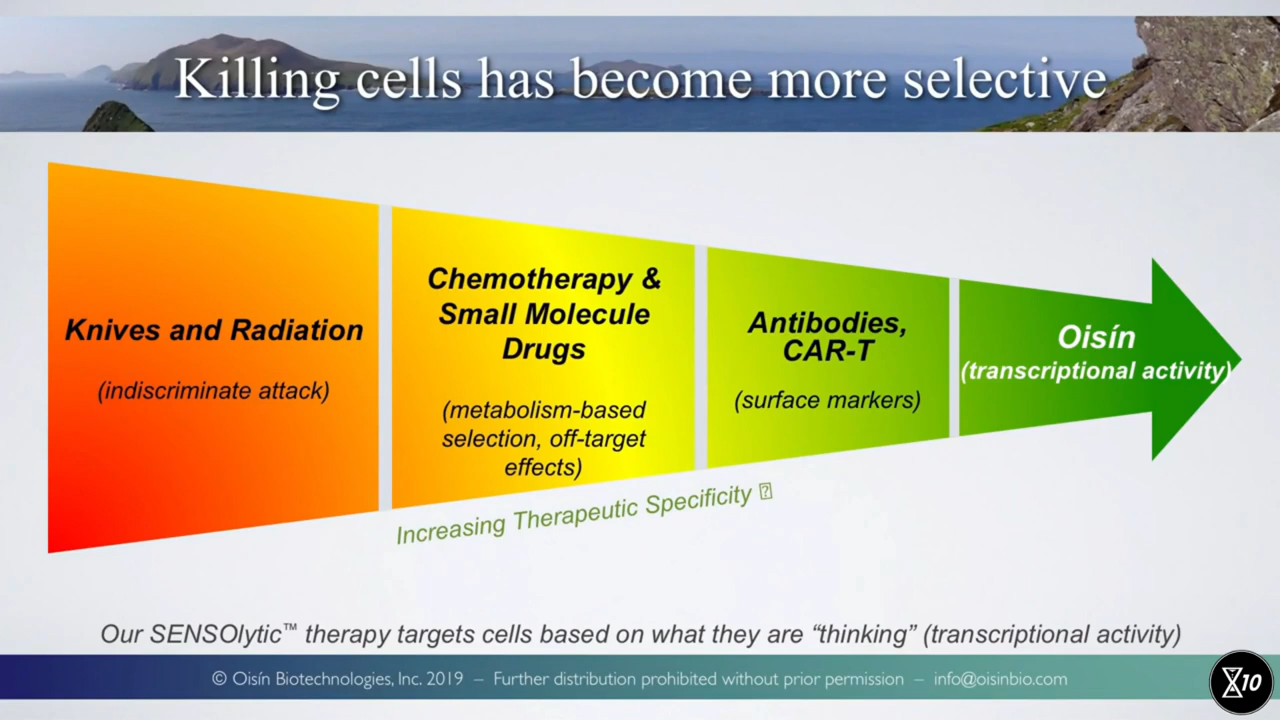 Killing cells has become more selective
Knives and Radiation
(indiscriminate attack)
Chemotherapy &
Small Molecule
Drugs
(metabolism-based
selection, off-target
effects)
Antibodies,
CAR-T
(surface markers)
Oisín
(transcriptional activity)
Increasing Therapeutic Specificity
Our SENSOlytic™ therapy targets cells based on what they are “thinking” (transcriptional activity)
© Oisín Biotechnologies, Inc. 2019 – Further distribution prohibited without prior permission – info@oisinbio.com
10